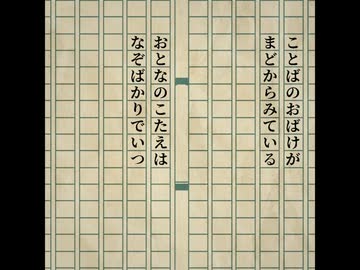 ことばのおばけが
まどからみている
おとなのこたえは
なぞばかりでいつ